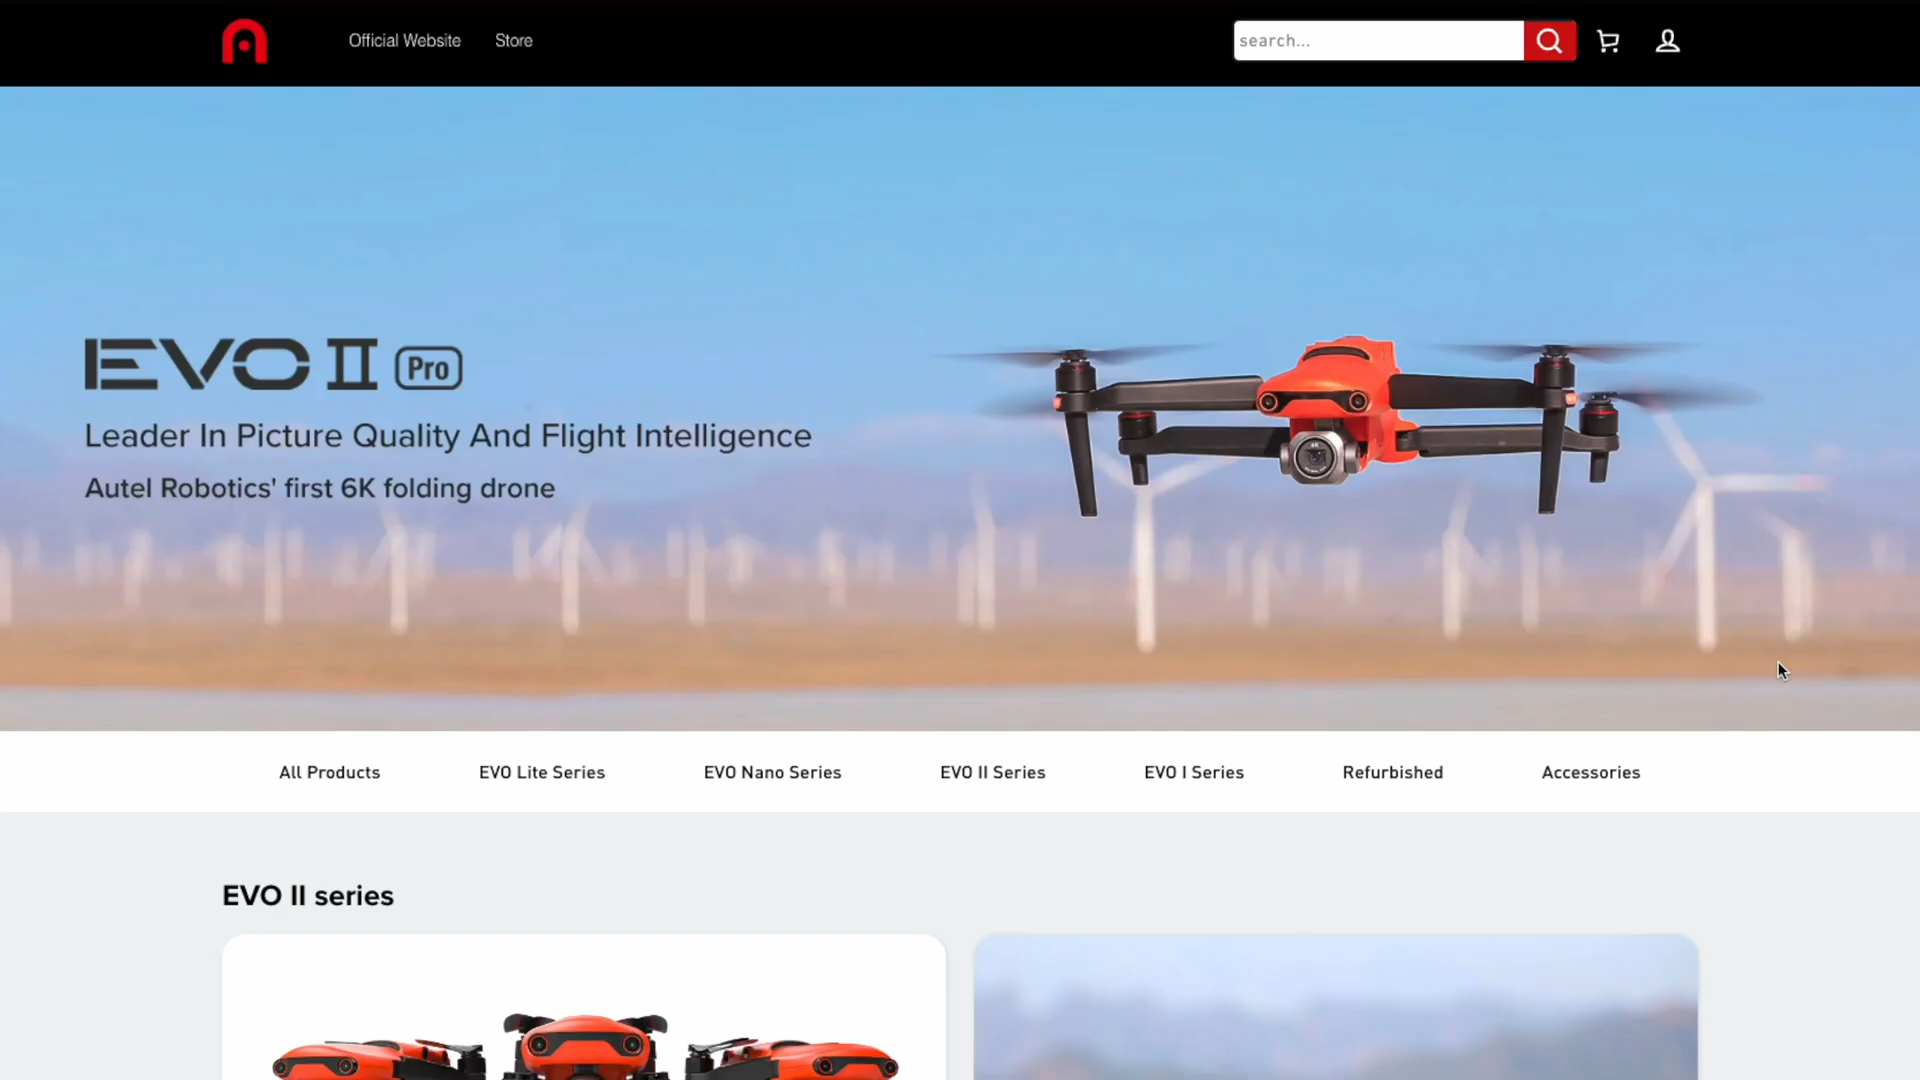 Official Website
Store
search...
EVO II Pro
Leader In Picture Quality And Flight Intelligence
Autel Robotics' first 6K folding drone
All Products
EVO Lite Series
EVO Nano Series
EVO II Series
EVO I Series
Refurbished
Accessories
EVO II series